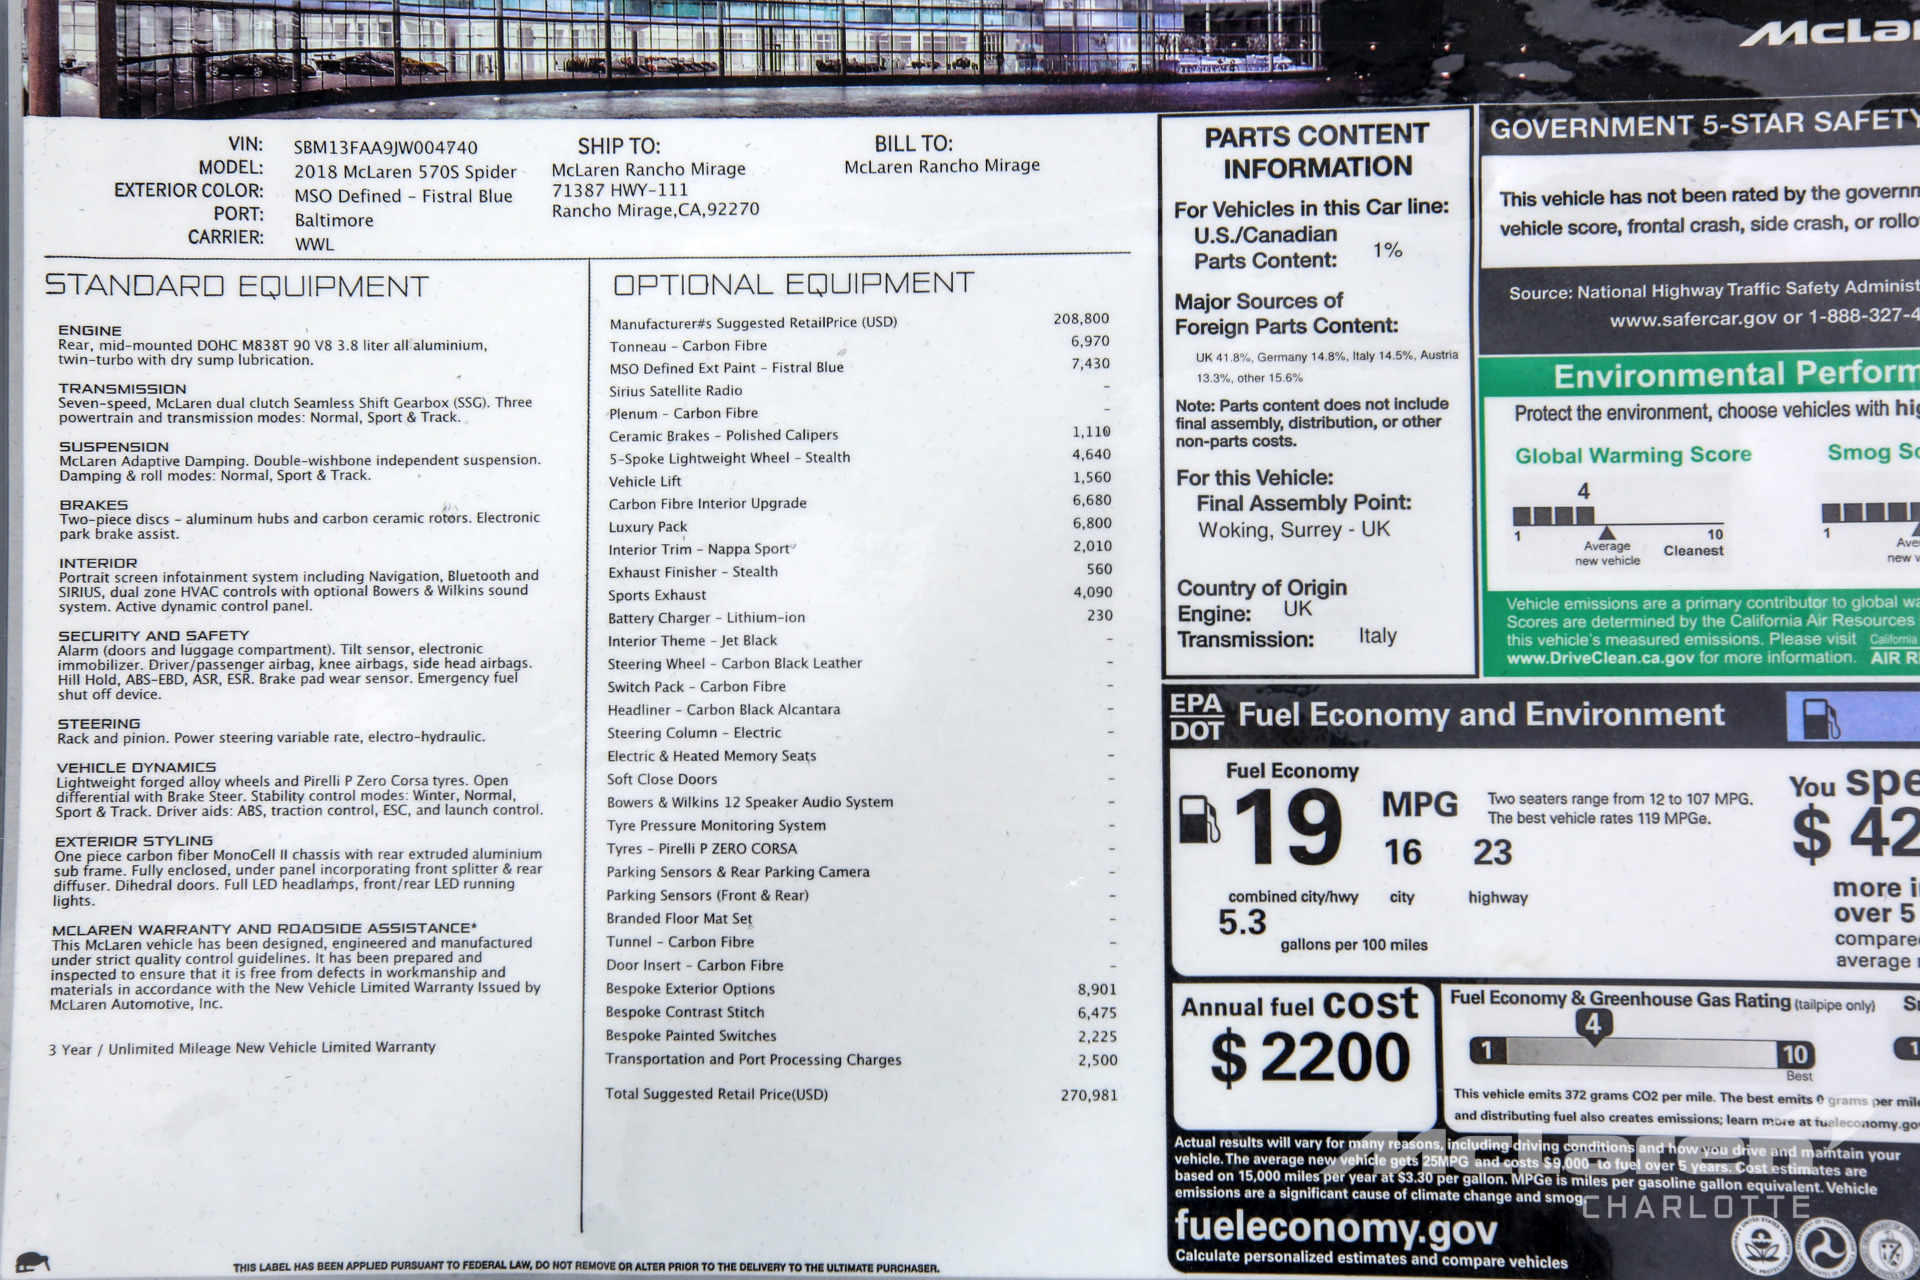 VIN: SBM13FAA9JW004740
MODEL: 2018 McLaren 570S Spider
EXTERIOR COLOR: MSO Defined - Fistral Blue
PORT: Baltimore
CARRIER: WWL
SHIP TO:
McLaren Rancho Mirage
71387 HWY-111
Rancho Mirage,CA,92270
BILL TO:
McLaren Rancho Mirage
STANDARD EQUIPMENT
ENGINE
Rear, mid-mounted DOHC M838T 90 V8 3.8 liter all aluminium,
twin-turbo with dry sump lubrication.
TRANSMISSION
Seven-speed, McLaren dual clutch Seamless Shift Gearbox (SSG). Three
powertrain and transmission modes: Normal, Sport & Track.
SUSPENSION
McLaren Adaptive Damping. Double-wishbone independent suspension.
Damping & roll modes: Normal, Sport & Track.
BRAKES
Two-piece discs - aluminum hubs and carbon ceramic rotors. Electronic
park brake assist.
INTERIOR
Portrait screen infotainment system including Navigation, Bluetooth and
SIRIUS, dual zone HVAC controls with optional Bowers & Wilkins sound
system. Active dynamic control panel.
SECURITY AND SAFETY
Alarm (doors and luggage compartment). Tilt sensor, electronic
immobilizer. Driver/passenger airbag, knee airbags, side head airbags.
Hill Hold, ABS-EBD, ASR, ESR. Brake pad wear sensor. Emergency fuel
shut off device.
STEERING
Rack and pinion. Power steering variable rate, electro-hydraulic.
VEHICLE DYNAMICS
Lightweight forged alloy wheels and Pirelli P Zero Corsa tyres. Open
differential with Brake Steer. Stability control modes: Winter, Normal,
Sport & Track. Driver aids: ABS, traction control, ESC, and launch control.
EXTERIOR STYLING
One piece carbon fiber MonoCell II chassis with rear extruded aluminium
sub frame. Fully enclosed, under panel incorporating front splitter & rear
diffuser. Dihedral doors. Full LED headlamps, front/rear LED running
lights.
MCLAREN WARRANTY AND ROADSIDE ASSISTANCE*
This McLaren vehicle has been designed, engineered and manufactured
under strict quality control guidelines. It has been prepared and
inspected to ensure that it is free from defects in workmanship and
materials in accordance with the New Vehicle Limited Warranty Issued by
McLaren Automotive, Inc.
3 Year / Unlimited Mileage New Vehicle Limited Warranty
OPTIONAL EQUIPMENT
Manufacturer#s Suggested RetailPrice (USD) 208,800
Tonneau - Carbon Fibre 6,970
MSO Defined Ext Paint - Fistral Blue 7,430
Sirius Satellite Radio -
Plenum - Carbon Fibre -
Ceramic Brakes - Polished Calipers 1,110
5-Spoke Lightweight Wheel - Stealth 4,640
Vehicle Lift 1,560
Carbon Fibre Interior Upgrade 6,680
Luxury Pack 6,800
Interior Trim - Nappa Sport 2,010
Exhaust Finisher - Stealth 560
Sports Exhaust 4,090
Battery Charger - Lithium-ion 230
Interior Theme - Jet Black -
Steering Wheel - Carbon Black Leather -
Switch Pack - Carbon Fibre -
Headliner - Carbon Black Alcantara -
Steering Column - Electric -
Electric & Heated Memory Seats -
Soft Close Doors -
Bowers & Wilkins 12 Speaker Audio System -
Tyre Pressure Monitoring System -
Tyres - Pirelli P ZERO CORSA -
Parking Sensors & Rear Parking Camera -
Parking Sensors (Front & Rear) -
Branded Floor Mat Set -
Tunnel - Carbon Fibre -
Door Insert - Carbon Fibre -
Bespoke Exterior Options 8,901
Bespoke Contrast Stitch 6,475
Bespoke Painted Switches 2,225
Transportation and Port Processing Charges 2,500
Total Suggested Retail Price(USD) 270,981
THIS LABEL HAS BEEN APPLIED PURSUANT TO FEDERAL LAW, DO NOT REMOVE OR ALTER PRIOR TO THE DELIVERY TO THE ULTIMATE PURCHASER.
PARTS CONTENT
INFORMATION
For Vehicles in this Car line:
U.S./Canadian
Parts Content: 1%
Major Sources of
Foreign Parts Content:
UK 41.8%, Germany 14.8%, Italy 14.5%, Austria
13.3%, other 15.6%
Note: Parts content does not include
final assembly, distribution, or other
non-parts costs.
For this Vehicle:
Final Assembly Point:
Woking, Surrey - UK
Country of Origin
Engine: UK
Transmission: Italy
McLa
GOVERNMENT 5-STAR SAFETY
This vehicle has not been rated by the governm
vehicle score, frontal crash, side crash, or rollo
Source: National Highway Traffic Safety Administ
www.safercar.gov or 1-888-327-4
Environmental Perform
Protect the environment, choose vehicles with hig
Global Warming Score
4
1 10
Average
new vehicle
Cleanest
Smog Sc
1
Ave
new v
Vehicle emissions are a primary contributor to global wa
Scores are determined by the California Air Resources
this vehicle's measured emissions. Please visit
www.DriveClean.ca.gov for more information.
California
AIR R
EPA
DOT
Fuel Economy and Environment
Fuel Economy
19 MPG
16 23
combined city/hwy city highway
5.3
gallons per 100 miles
Two seaters range from 12 to 107 MPG.
The best vehicle rates 119 MPGe.
You spe
$ 42
more i
over 5
compare
average
Annual fuel cost
$ 2200
Fuel Economy & Greenhouse Gas Rating (tailpipe only)
4
1 10
Best
S
1
This vehicle emits 372 grams CO2 per mile. The best emits 0 grams per mile
and distributing fuel also creates emissions; learn more at fueleconomy.gov
Actual results will vary for many reasons, including driving conditions and how you drive and maintain your
vehicle. The average new vehicle gets 25MPG and costs $9,000 to fuel over 5 years. Cost estimates are
based on 15,000 miles per year at $3.30 per gallon. MPGe is miles per gasoline gallon equivalent. Vehicle
emissions are a significant cause of climate change and smog.
fueleconomy.gov
Calculate personalized estimates and compare vehicles
McLaren
CHARLOTTE